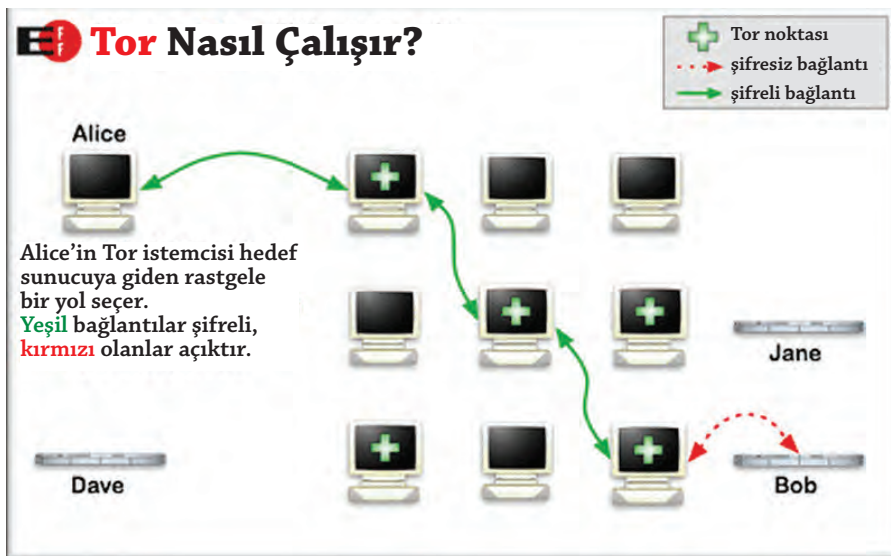 EFF Tor Nasıl Çalışır?
Tor noktası
şifresiz bağlantı
şifreli bağlantı
Alice
Alice’in Tor istemcisi hedef
sunucuya giden rastgele
bir yol seçer.
Yeşil bağlantılar şifreli,
kırmızı olanlar açıktır.
Jane
Dave
Bob